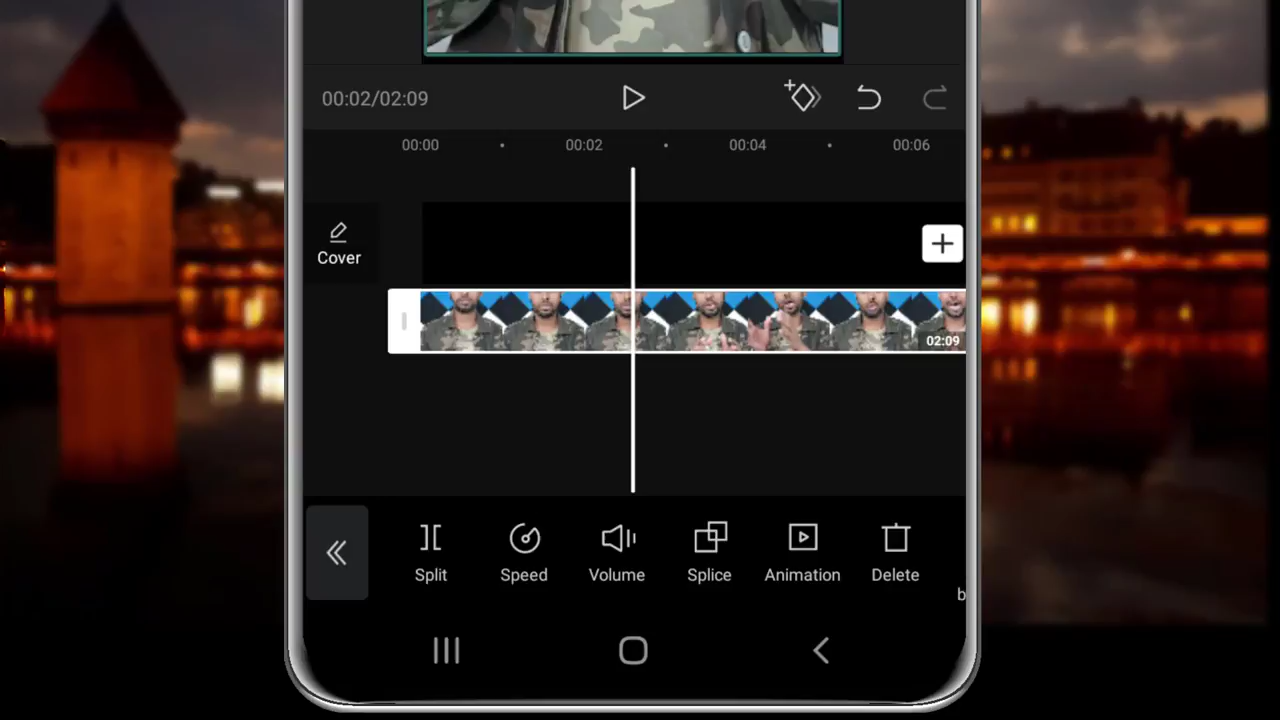 00:02/02:09
00:00 00:02 00:04 00:06
Cover
02:09
Split Speed Volume Splice Animation Delete
b